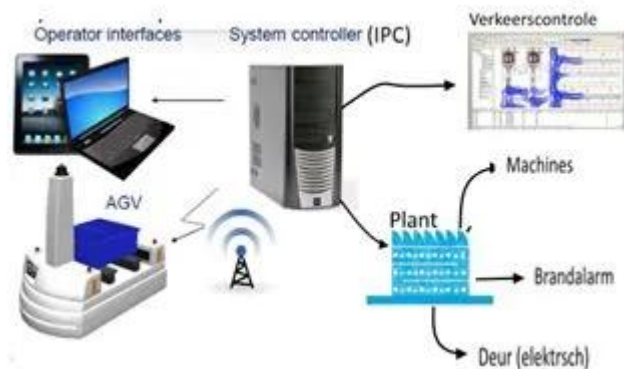 Operator interfaces
System controller (IPC)
Verkeerscontrole
AGV
Machines
Plant
Brandalarm
Deur (elektrsch)